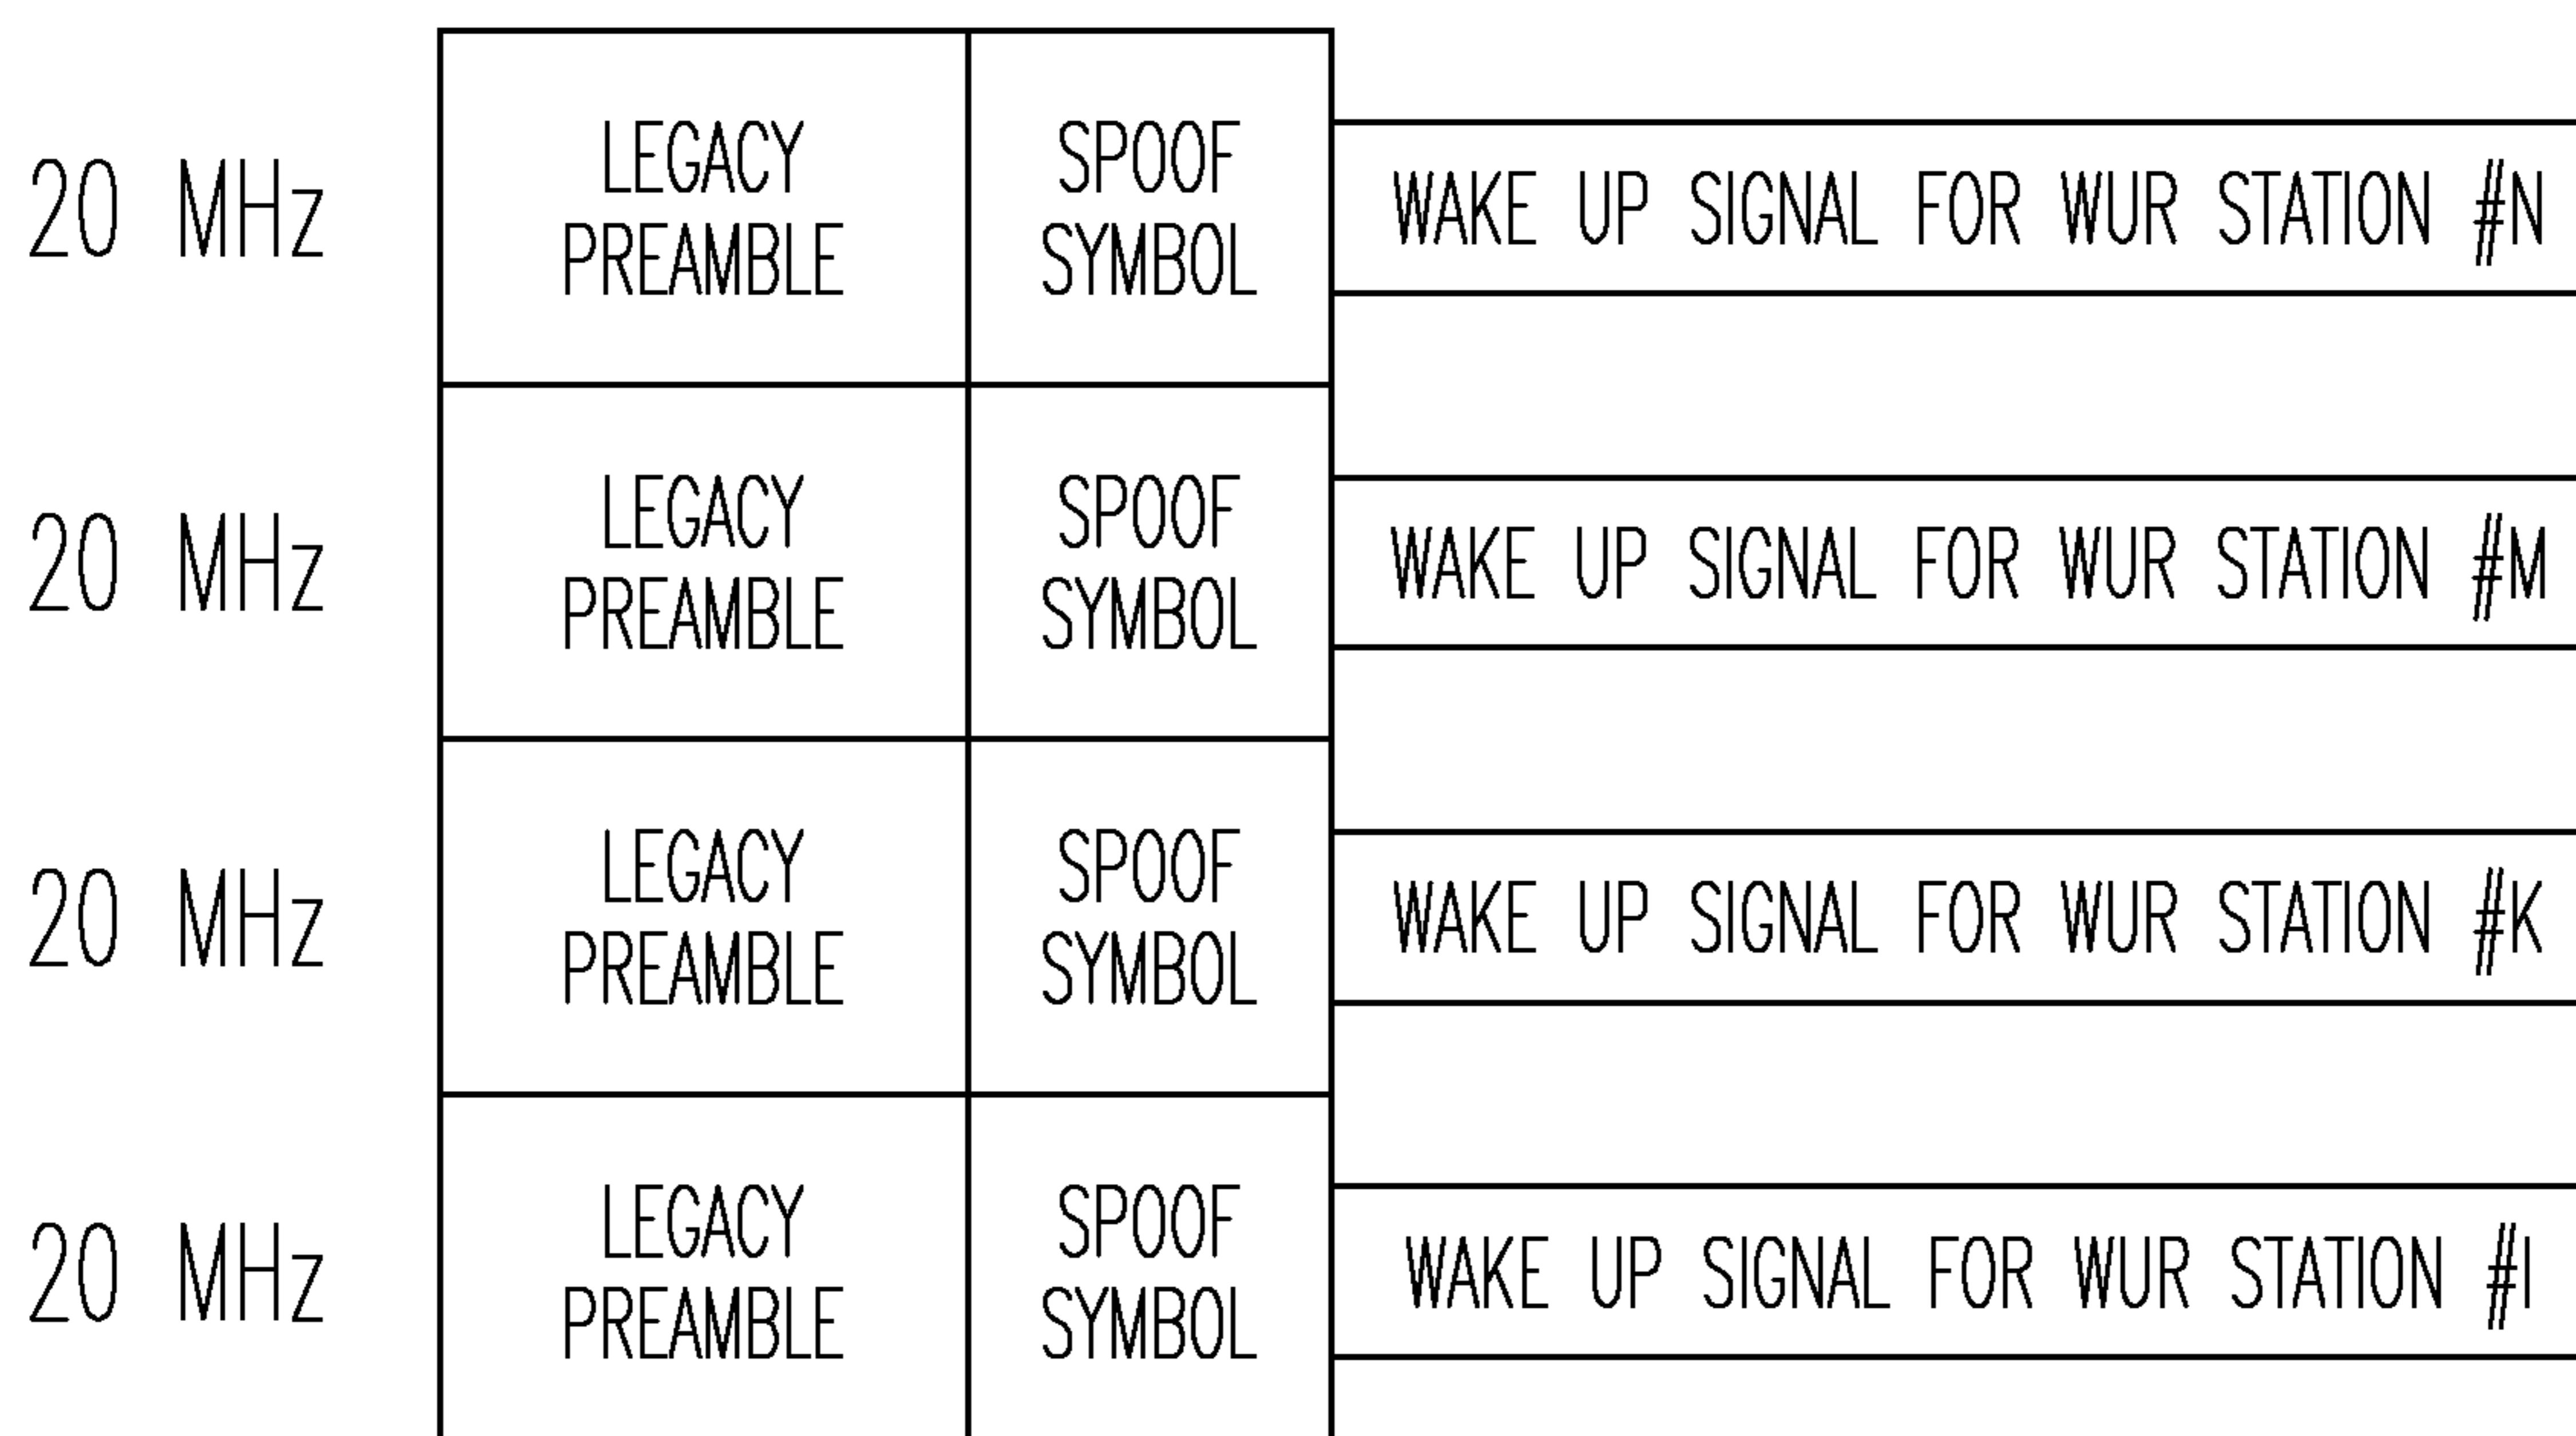 20 MHz
LEGACY
PREAMBLE
SPOOF
SYMBOL
WAKE UP SIGNAL FOR WUR STATION #N
20 MHz
LEGACY
PREAMBLE
SPOOF
SYMBOL
WAKE UP SIGNAL FOR WUR STATION #M
20 MHz
LEGACY
PREAMBLE
SPOOF
SYMBOL
WAKE UP SIGNAL FOR WUR STATION #K
20 MHz
LEGACY
PREAMBLE
SPOOF
SYMBOL
WAKE UP SIGNAL FOR WUR STATION #I